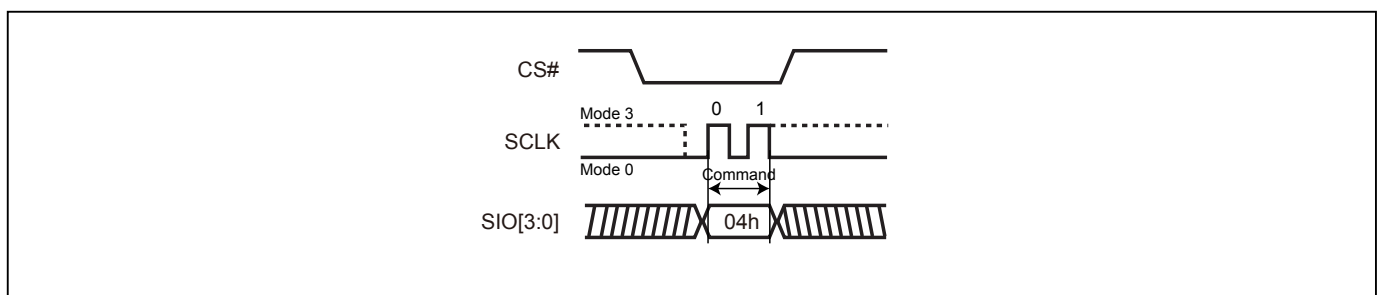 CS#
Mode 3
0 1
SCLK
Mode 0
Command
SIO[3:0]
04h